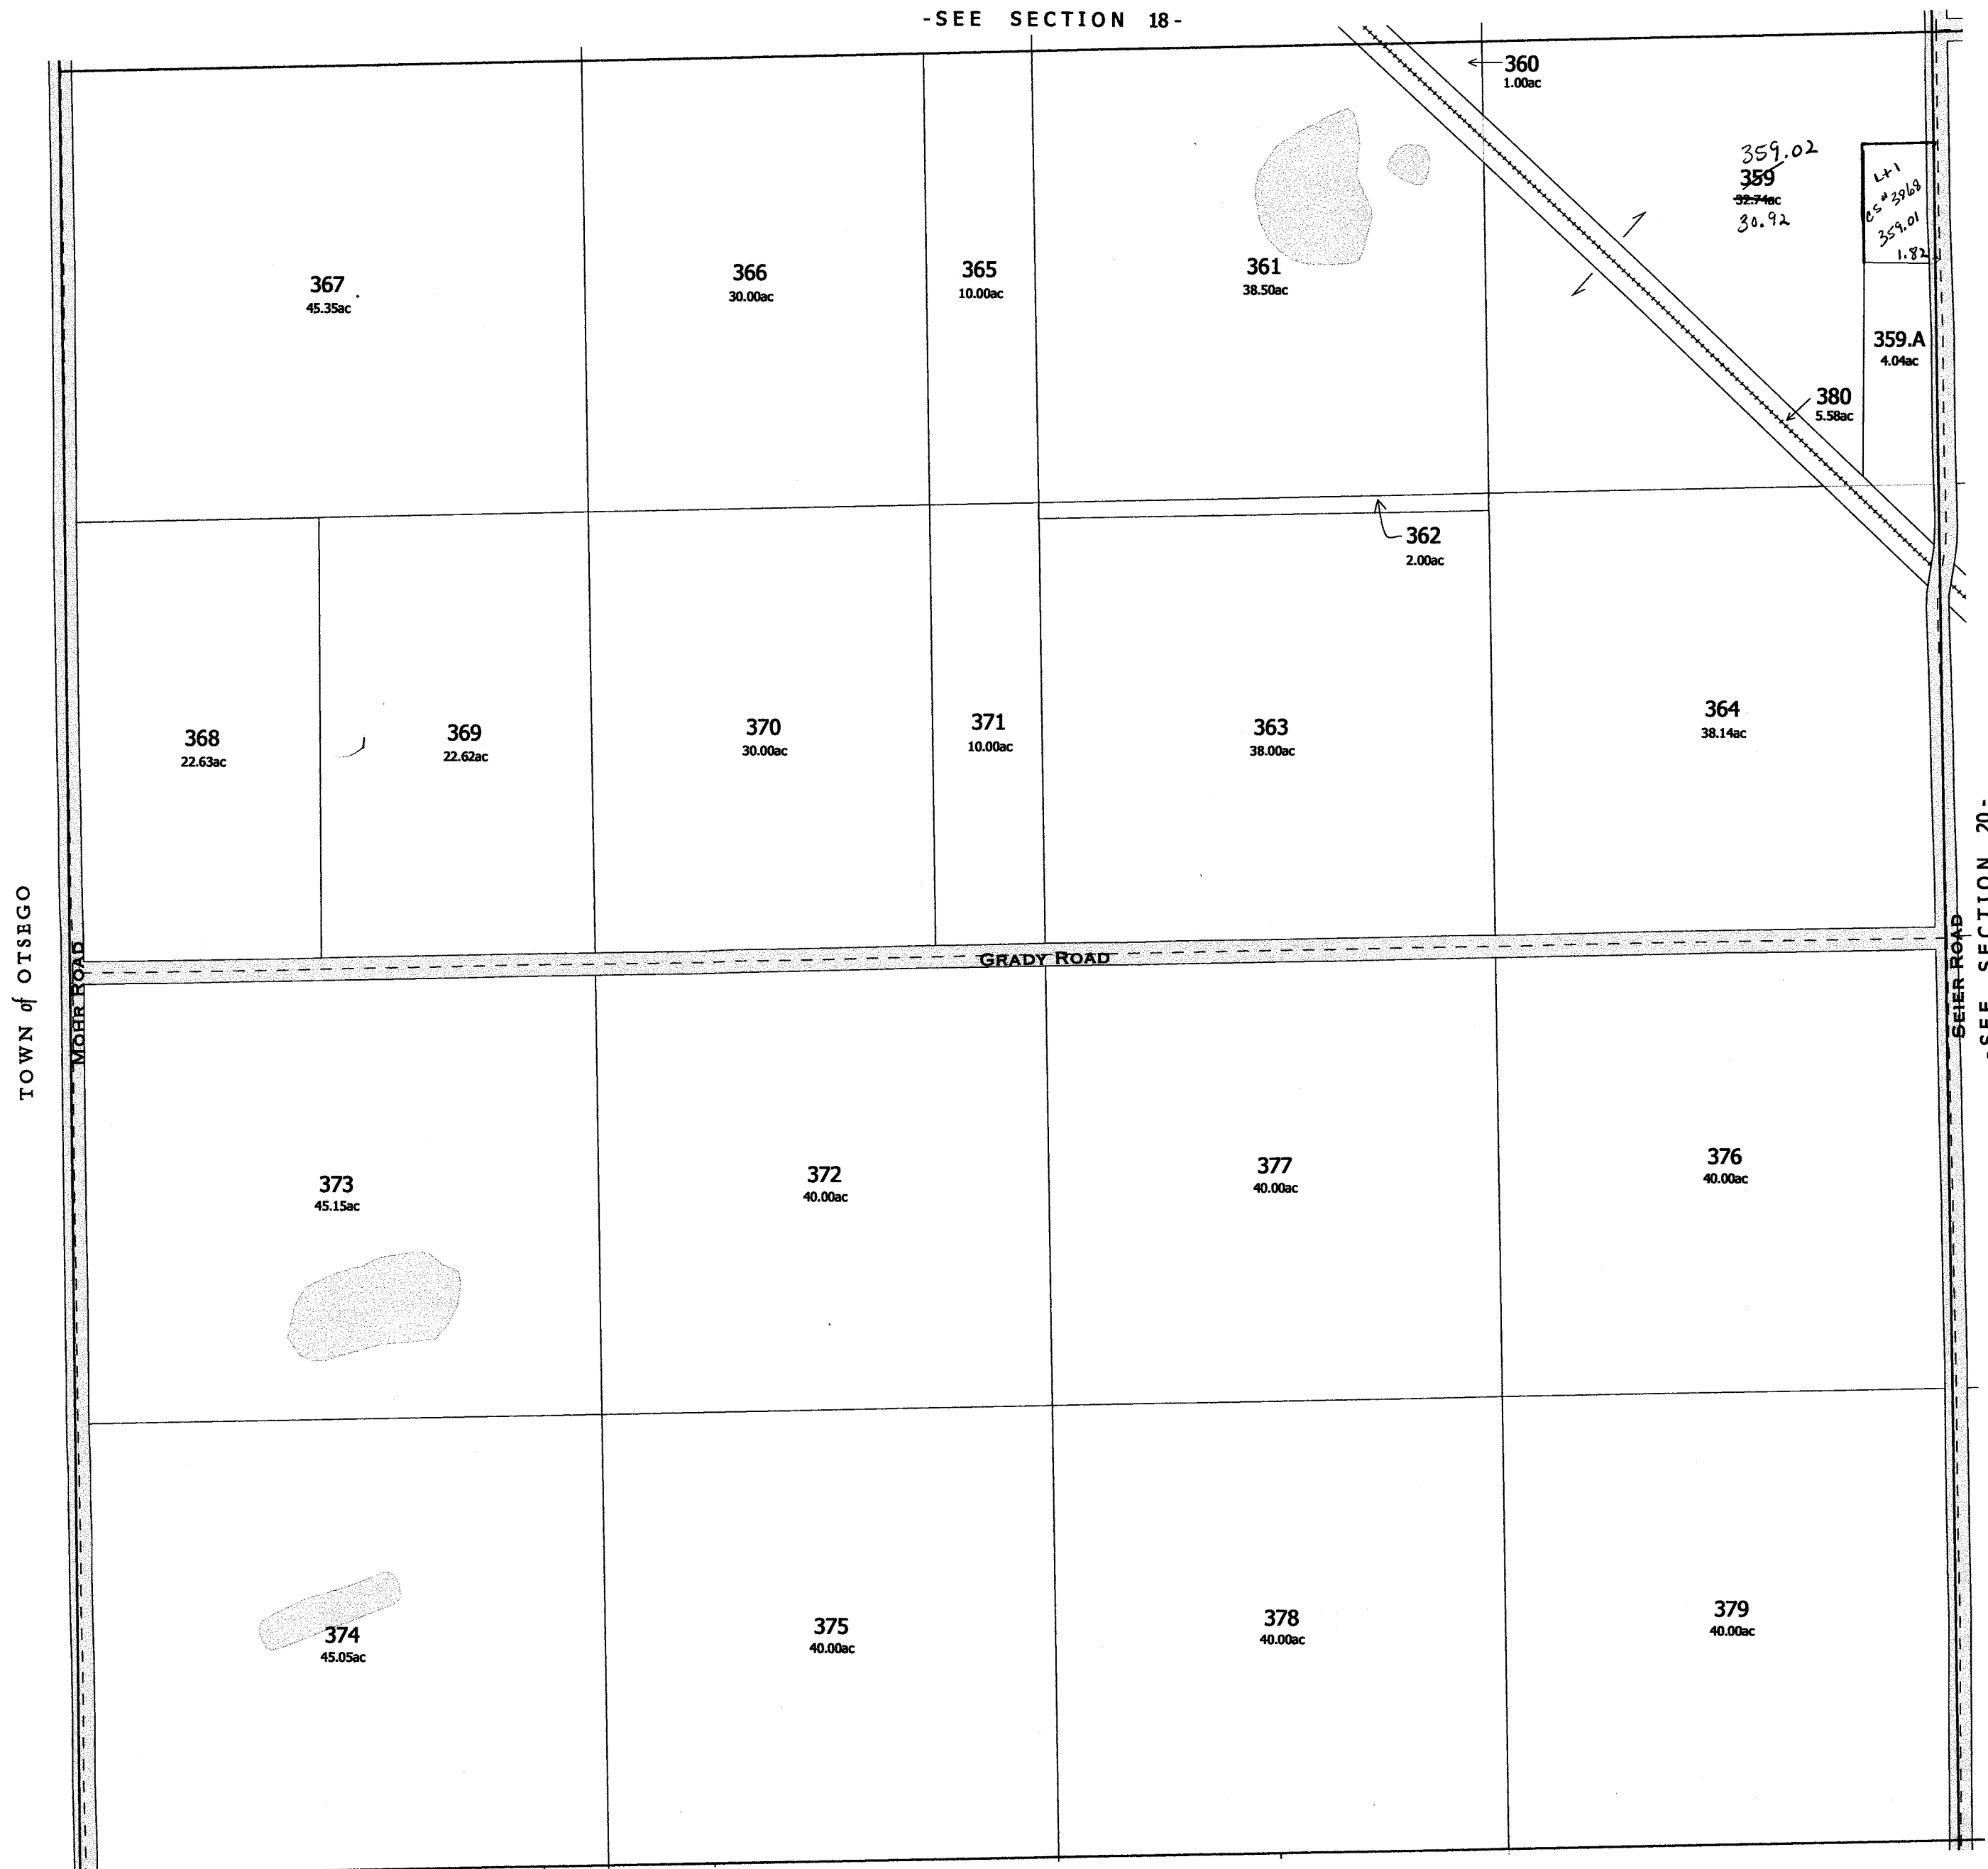 -SEE SECTION 18-
360
1.00ac
359.02
359
32.74ac
30.92
Lt 1
CS # 3968
359.01
1.82
367
45.35ac
366
30.00ac
365
10.00ac
361
38.50ac
359.A
4.04ac
380
5.58ac
362
2.00ac
368
22.63ac
369
22.62ac
370
30.00ac
371
10.00ac
363
38.00ac
364
38.14ac
TOWN of OTSEGO
MOHR ROAD
GRADY ROAD
SEIER ROAD
-SEE SECTION 20-
373
45.15ac
372
40.00ac
377
40.00ac
376
40.00ac
374
45.05ac
375
40.00ac
378
40.00ac
379
40.00ac